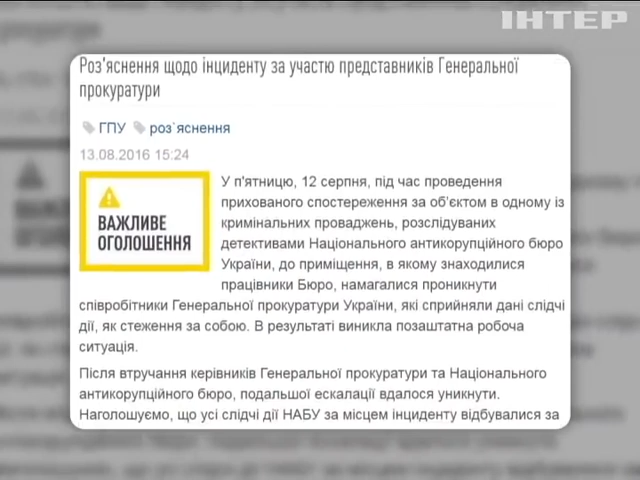 ІНТЕР
Роз'яснення щодо інциденту за участю представників Генеральної
прокуратури
ГПУ роз`яснення
13.08.2016 15:24
ВАЖЛИВЕ
ОГОЛОШЕННЯ
У п'ятницю, 12 серпня, під час проведення
прихованого спостереження за об'єктом в одному із
кримінальних проваджень, розслідуваних
детективами Національного антикорупційного бюро
України, до приміщення, в якому знаходилися
працівники Бюро, намагалися проникнути
співробітники Генеральної прокуратури України, які сприйняли дані слідчі
дії, як стеження за собою. В результаті виникла позаштатна робоча
ситуація.
Після втручання керівників Генеральної прокуратури та Національного
антикорупційного бюро, подальшої ескалації вдалося уникнути.
Наголошуємо, що усі слідчі дії НАБУ за місцем інциденту відбувалися за